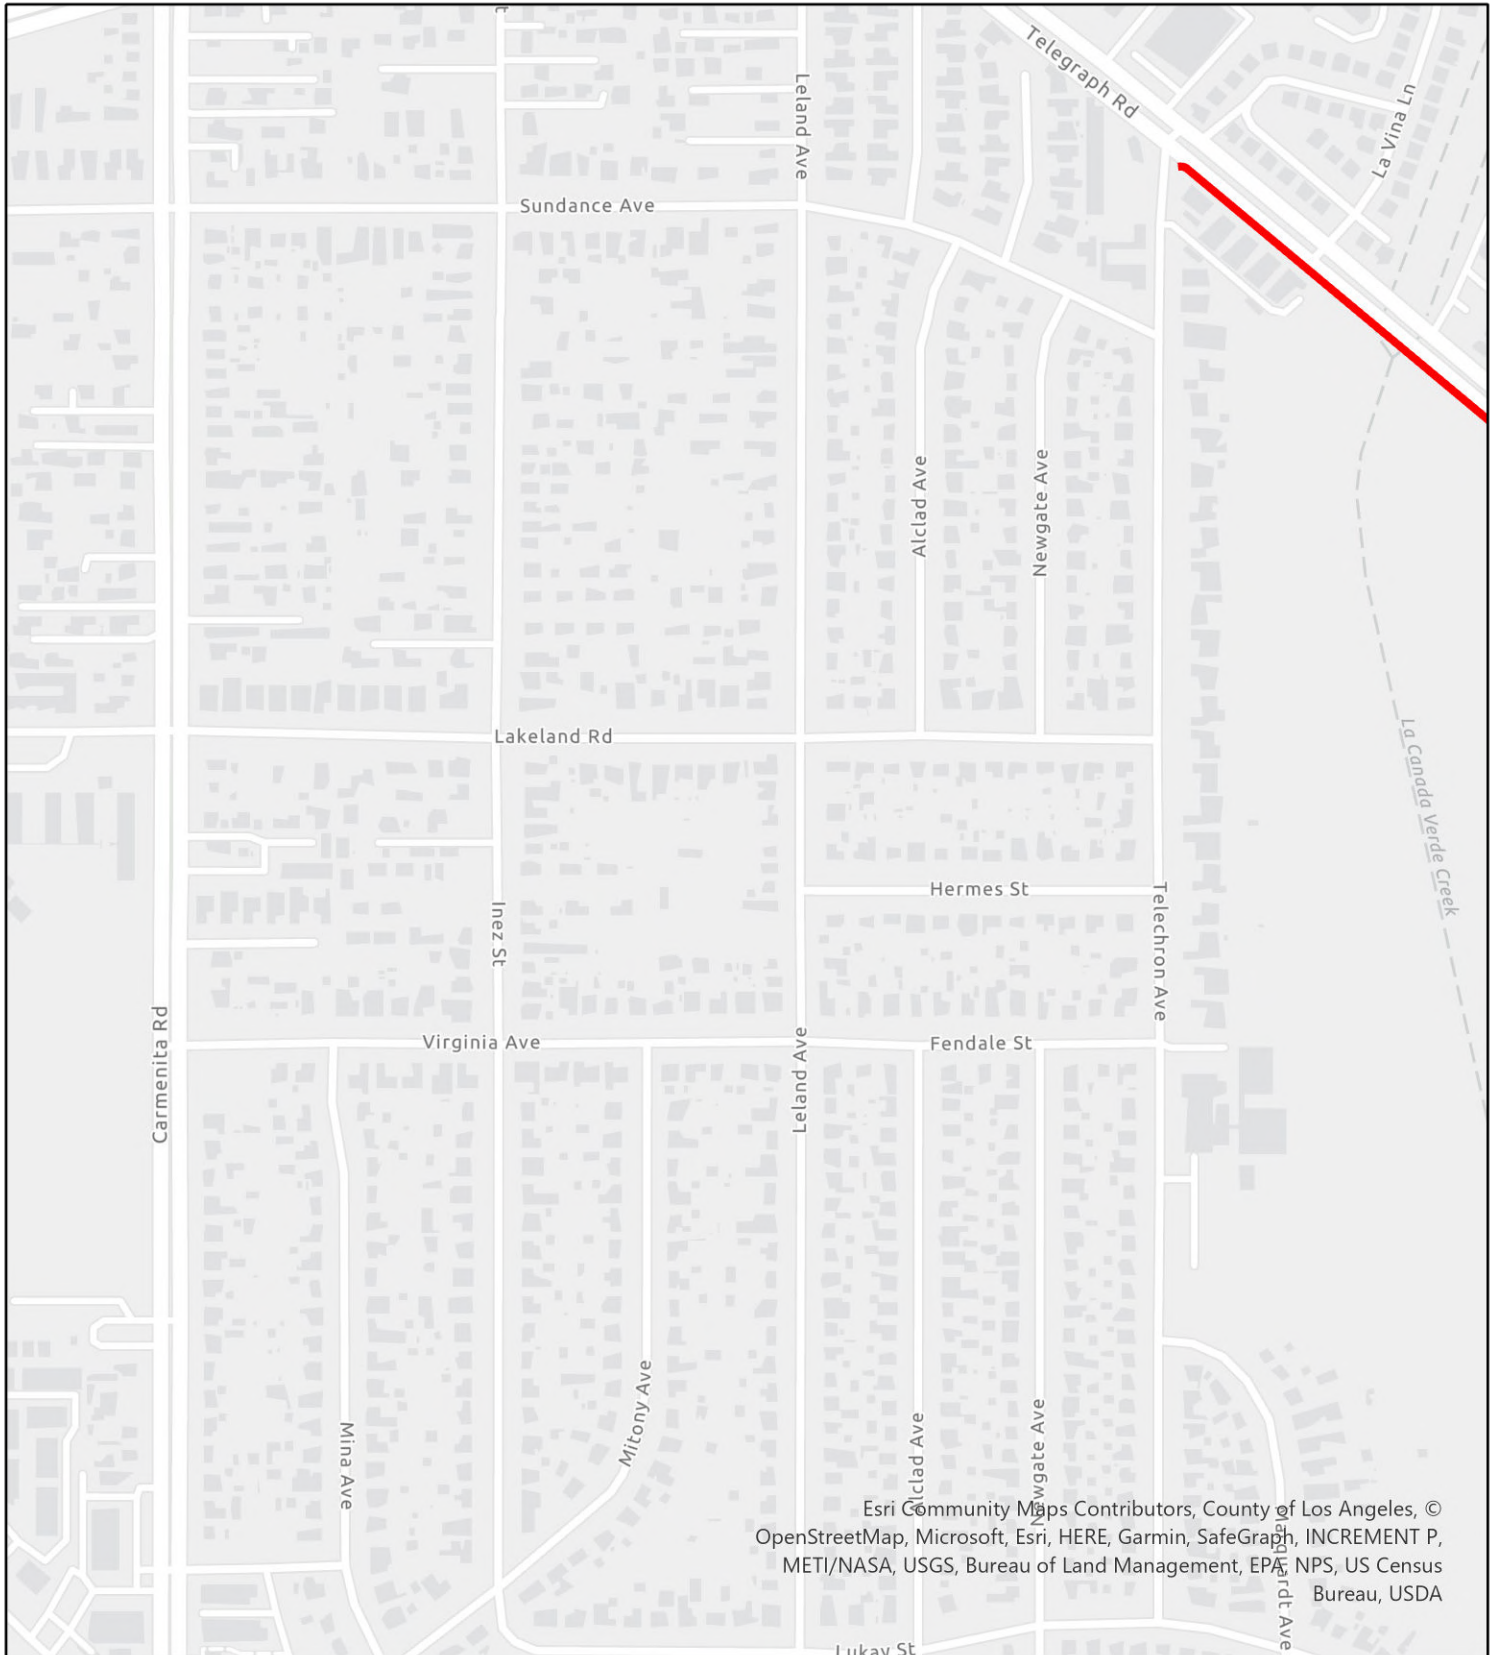 Telegraph Rd
La Vina Ln
Leland Ave
Sundance Ave
Alclad Ave
Newgate Ave
Lakeland Rd
La Canada Verde Creek
Hermes St
Inez St
Telechron Ave
Carmenita Rd
Virginia Ave
Leland Ave
Fendale St
Mitony Ave
Mina Ave
Alclad Ave
Newgate Ave
Marquardt Ave
Esri Community Maps Contributors, County of Los Angeles, ©
OpenStreetMap, Microsoft, Esri, HERE, Garmin, SafeGraph, INCREMENT P,
METI/NASA, USGS, Bureau of Land Management, EPA, NPS, US Census
Bureau, USDA
Lukay St